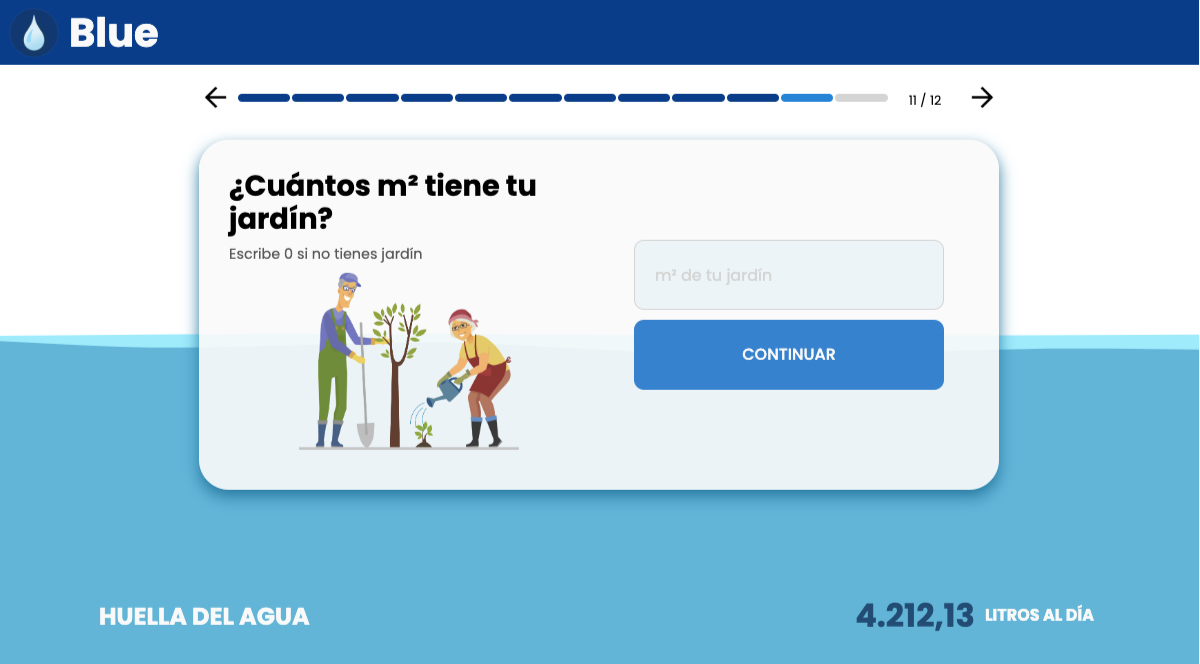 Blue
11 / 12
¿Cuántos m² tiene tu
jardín?
Escribe 0 si no tienes jardín
m² de tu jardín
CONTINUAR
HUELLA DEL AGUA
4.212,13 LITROS AL DÍA